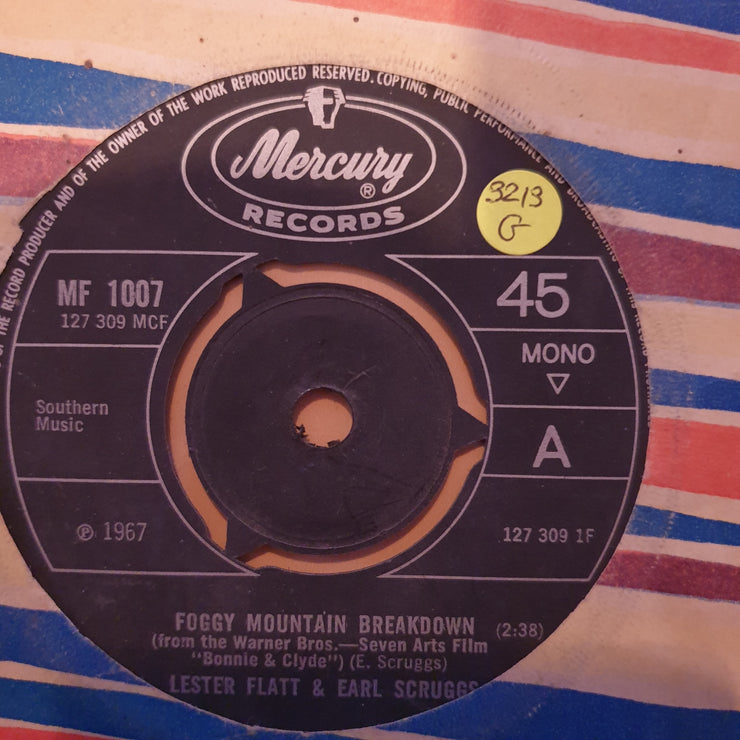 OF THE RECORD PRODUCER AND OF THE OWNER OF THE WORK REPRODUCED RESERVED. COPYING, PUBLIC PERFORMANCE AND BROADCASTING
Mercury
®
RECORDS
3213
G
MF 1007
127 309 MCF
45
MONO
Southern
Music
A
℗ 1967
127 309 1F
FOGGY MOUNTAIN BREAKDOWN (2:38)
(from the Warner Bros.—Seven Arts Film
"Bonnie & Clyde") (E. Scruggs)
LESTER FLATT & EARL SCRUGGS